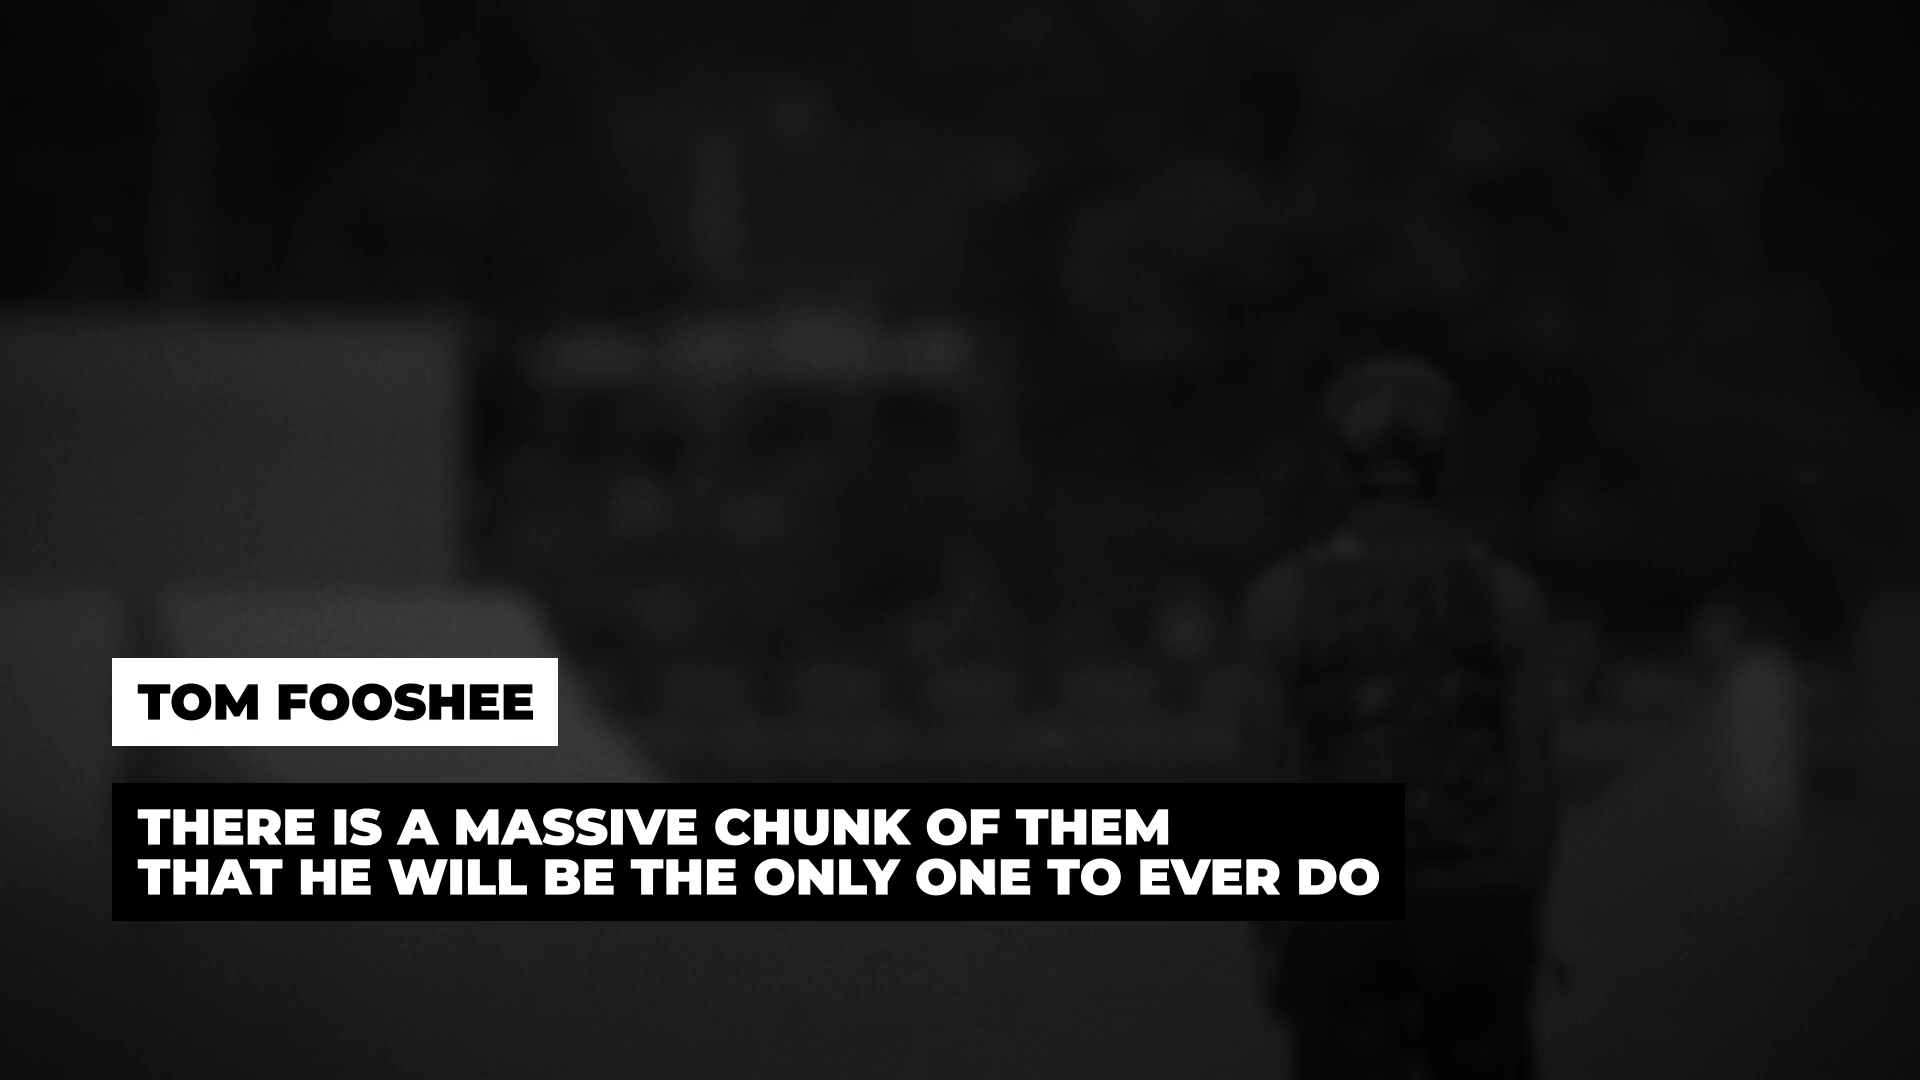 TOM FOOSHEE
THERE IS A MASSIVE CHUNK OF THEM
THAT HE WILL BE THE ONLY ONE TO EVER DO